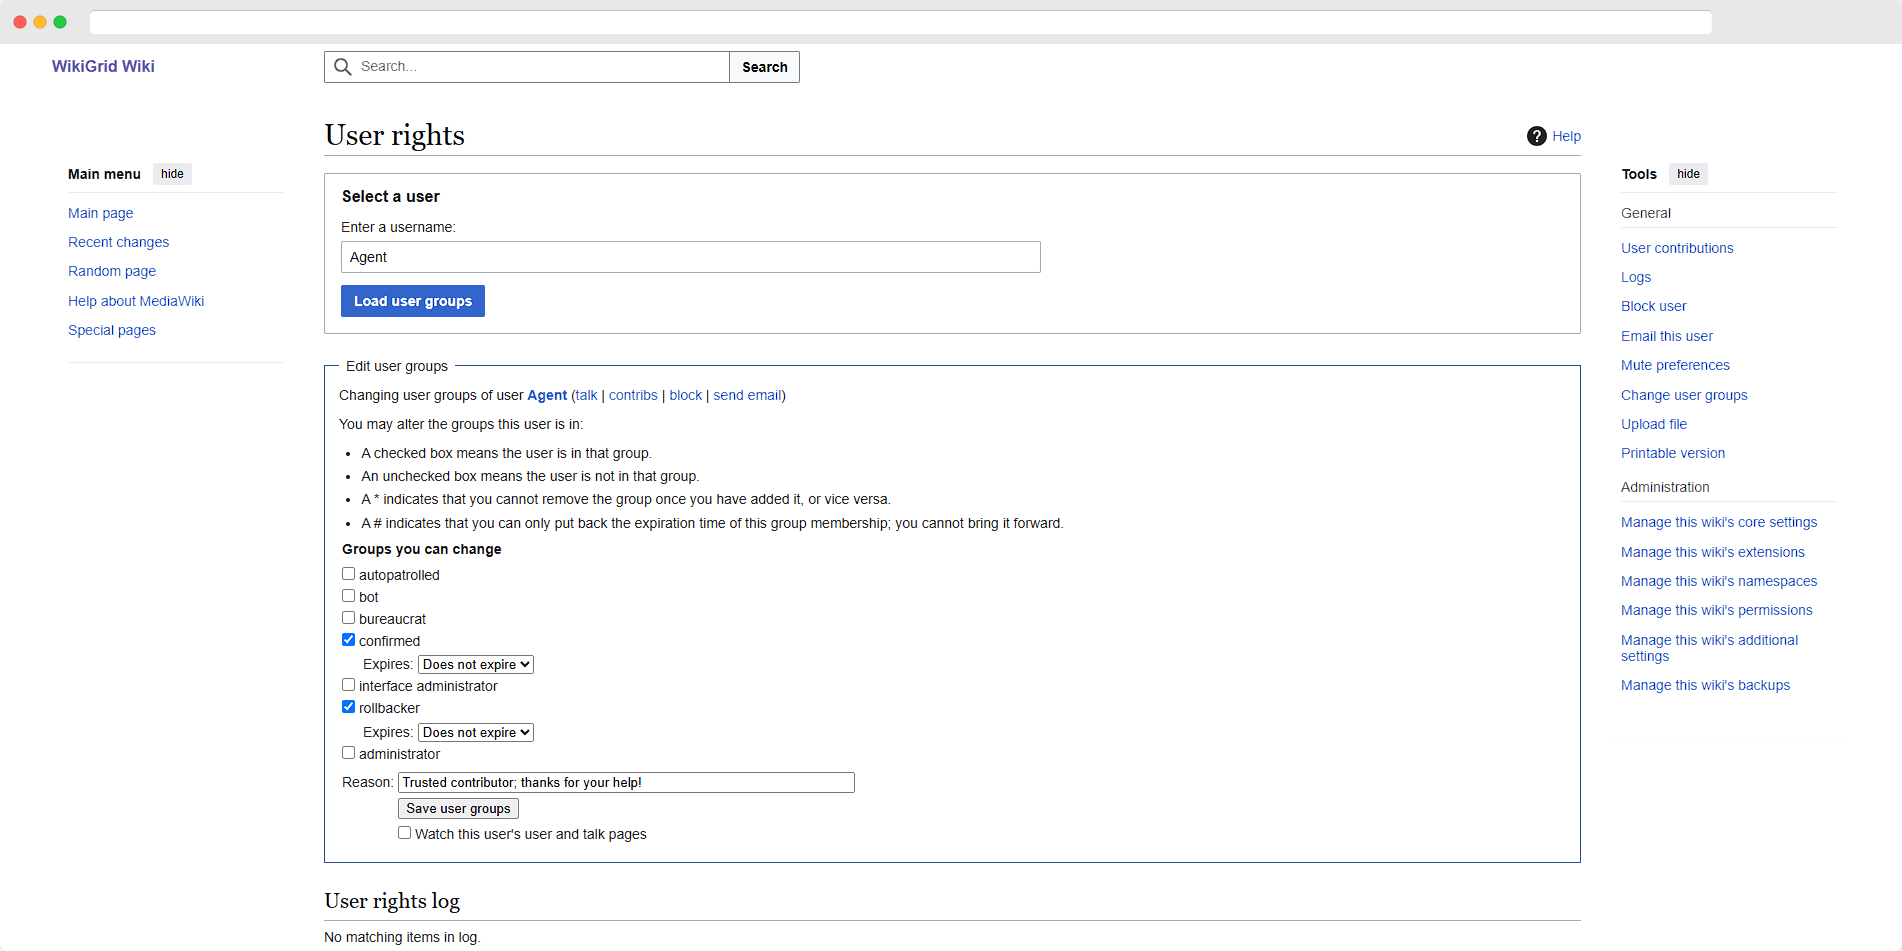 WikiGrid Wiki
Search...
Search
User rights
Help
Main menu
hide
Main page
Recent changes
Random page
Help about MediaWiki
Special pages
Select a user
Enter a username:
Agent
Load user groups
Edit user groups
Changing user groups of user Agent (talk | contribs | block | send email)
You may alter the groups this user is in:
• A checked box means the user is in that group.
• An unchecked box means the user is not in that group.
• A * indicates that you cannot remove the group once you have added it, or vice versa.
• A # indicates that you can only put back the expiration time of this group membership; you cannot bring it forward.
Groups you can change
autopatrolled
bot
bureaucrat
confirmed
Expires: Does not expire
interface administrator
rollbacker
Expires: Does not expire
administrator
Reason: Trusted contributor; thanks for your help!
Save user groups
Watch this user's user and talk pages
User rights log
No matching items in log.
Tools
hide
General
User contributions
Logs
Block user
Email this user
Mute preferences
Change user groups
Upload file
Printable version
Administration
Manage this wiki's core settings
Manage this wiki's extensions
Manage this wiki's namespaces
Manage this wiki's permissions
Manage this wiki's additional
settings
Manage this wiki's backups